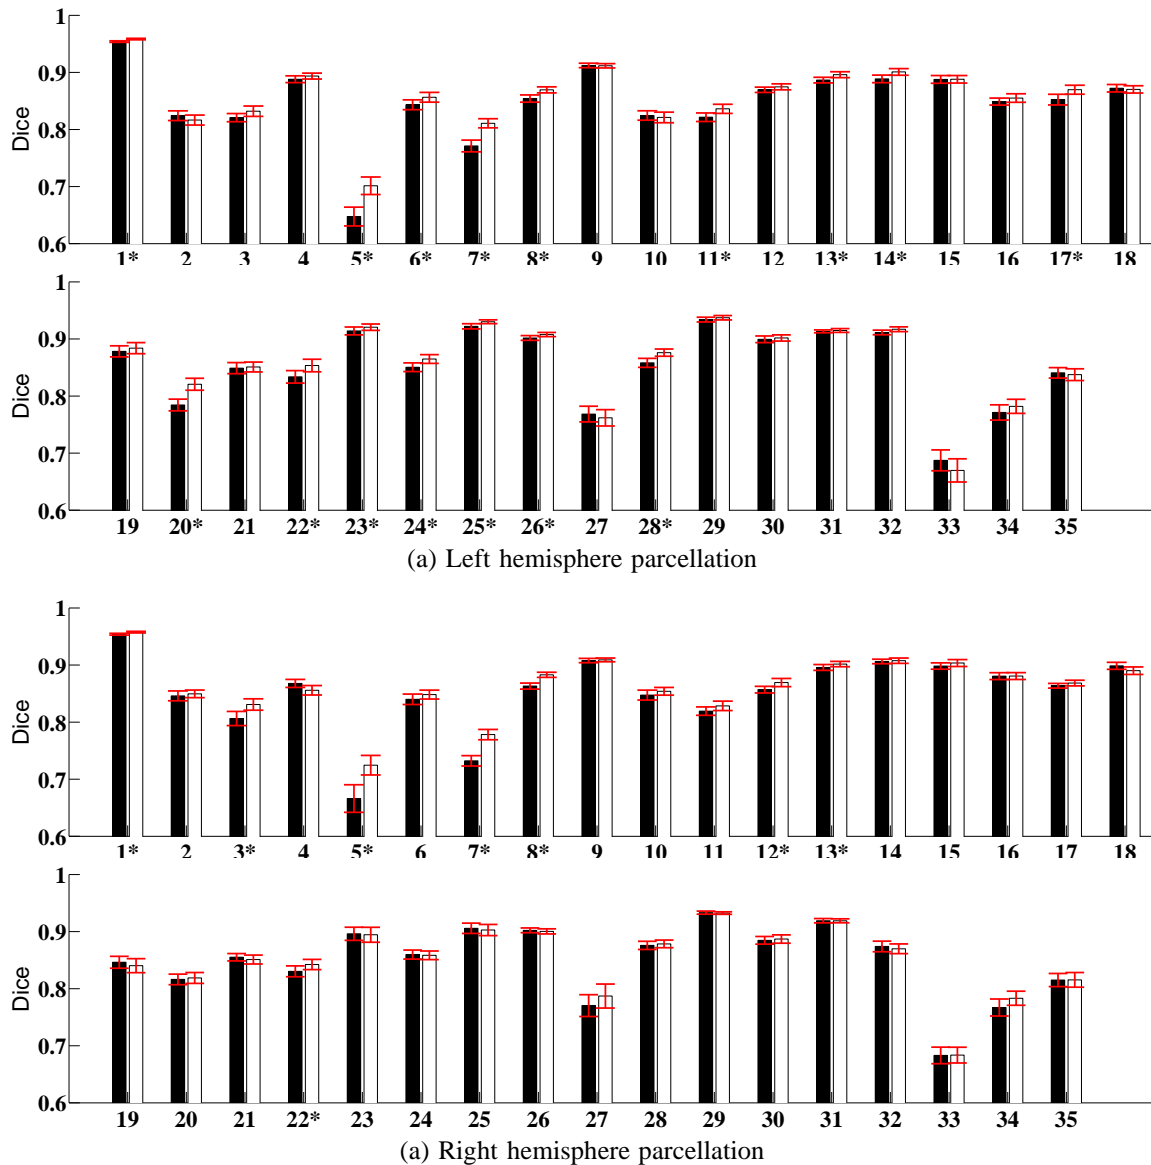 1
0.9
0.8
0.7
0.6
Dice
1* 2 3 4 5* 6* 7* 8* 9 10 11* 12 13* 14* 15 16 17* 18
1
0.9
0.8
0.7
0.6
Dice
19 20* 21 22* 23* 24* 25* 26* 27 28* 29 30 31 32 33 34 35
(a) Left hemisphere parcellation
1
0.9
0.8
0.7
0.6
Dice
1* 2 3* 4 5* 6 7* 8* 9 10 11 12* 13* 14 15 16 17 18
1
0.9
0.8
0.7
0.6
Dice
19 20 21 22* 23 24 25 26 27 28 29 30 31 32 33 34 35
(a) Right hemisphere parcellation